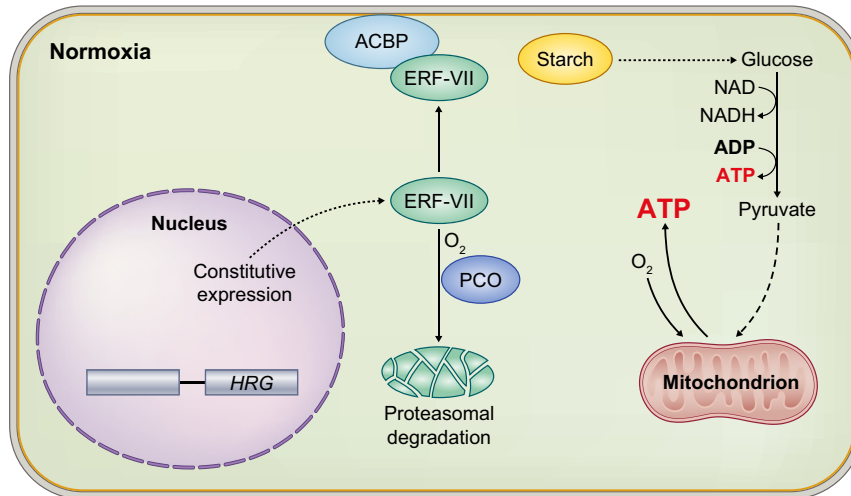 Normoxia
ACBP
ERF-VII
Starch
Glucose
NAD
NADH
ADP
ATP
Pyruvate
ERF-VII
Nucleus
Constitutive
expression
O₂
PCO
ATP
O₂
HRG
Mitochondrion
Proteasomal
degradation